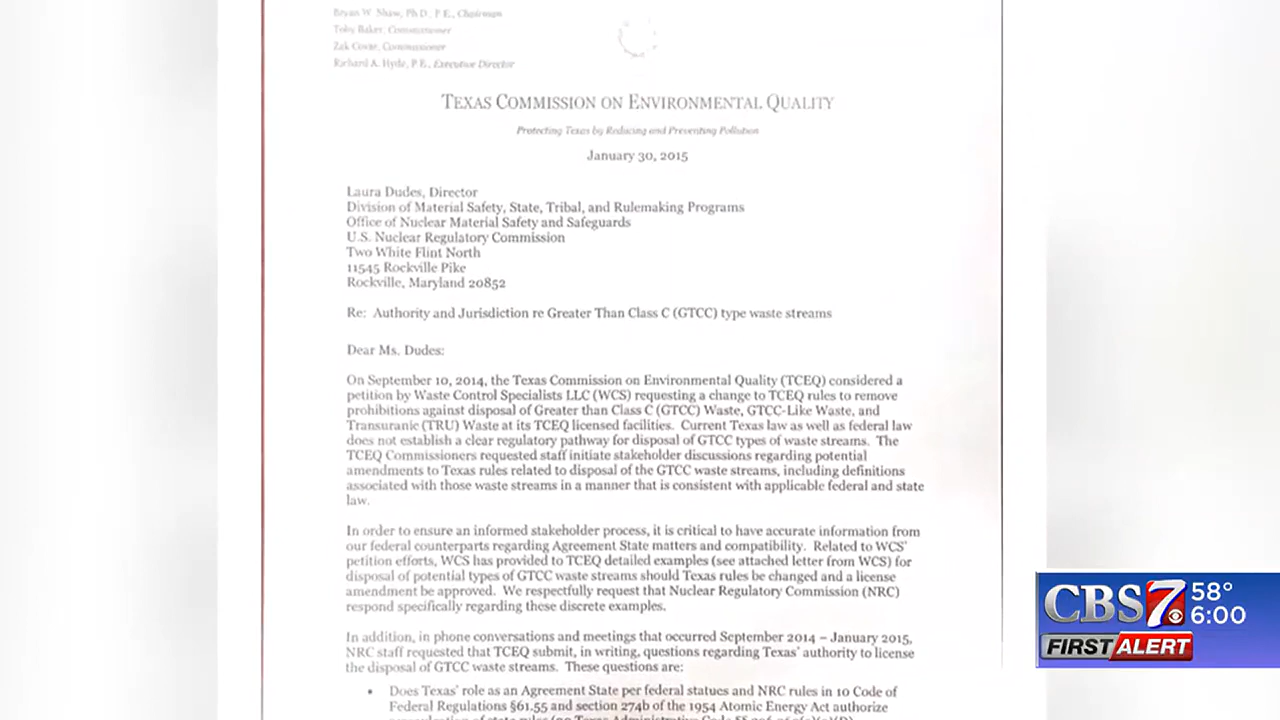 Bryan W. Shaw, Ph.D., P.E., Chairman
Toby Baker, Commissioner
Zak Covar, Commissioner
Richard A. Hyde, P.E., Executive Director
TEXAS COMMISSION ON ENVIRONMENTAL QUALITY
Protecting Texas by Reducing and Preventing Pollution
January 30, 2015
Laura Dudes, Director
Division of Material Safety, State, Tribal, and Rulemaking Programs
Office of Nuclear Material Safety and Safeguards
U.S. Nuclear Regulatory Commission
Two White Flint North
11545 Rockville Pike
Rockville, Maryland 20852
Re: Authority and Jurisdiction re Greater Than Class C (GTCC) type waste streams
Dear Ms. Dudes:
On September 10, 2014, the Texas Commission on Environmental Quality (TCEQ) considered a
petition by Waste Control Specialists LLC (WCS) requesting a change to TCEQ rules to remove
prohibitions against disposal of Greater than Class C (GTCC) Waste, GTCC-Like Waste, and
Transuranic (TRU) Waste at its TCEQ licensed facilities. Current Texas law as well as federal law
does not establish a clear regulatory pathway for disposal of GTCC types of waste streams. The
TCEQ Commissioners requested staff initiate stakeholder discussions regarding potential
amendments to Texas rules related to disposal of the GTCC waste streams, including definitions
associated with those waste streams in a manner that is consistent with applicable federal and state
law.
In order to ensure an informed stakeholder process, it is critical to have accurate information from
our federal counterparts regarding Agreement State matters and compatibility. Related to WCS'
petition efforts, WCS has provided to TCEQ detailed examples (see attached letter from WCS) for
disposal of potential types of GTCC waste streams should Texas rules be changed and a license
amendment be approved. We respectfully request that Nuclear Regulatory Commission (NRC)
respond specifically regarding these discrete examples.
In addition, in phone conversations and meetings that occurred September 2014 – January 2015,
NRC staff requested that TCEQ submit, in writing, questions regarding Texas' authority to license
the disposal of GTCC waste streams. These questions are:
• Does Texas' role as an Agreement State per federal statues and NRC rules in 10 Code of
Federal Regulations §61.55 and section 274b of the 1954 Atomic Energy Act authorize
CBS 7
58°
6:00
FIRST ALERT